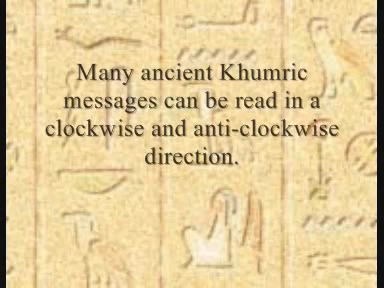 Many ancient Khumric
messages can be read in a
clockwise and anti-clockwise
direction.